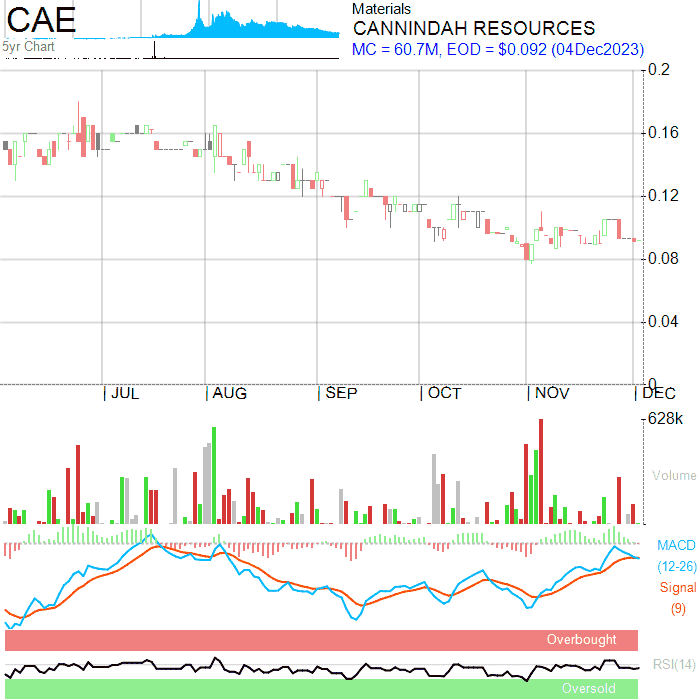 CAE
5yr Chart
Materials
CANNINDAH RESOURCES
MC = 60.7M, EOD = $0.092 (04Dec2023)
0.2
0.16
0.12
0.08
0.04
0
JUL AUG SEP OCT NOV DEC
628k
Volume
MACD
(12-26)
Signal
(9)
Overbought
RSI(14)
Oversold